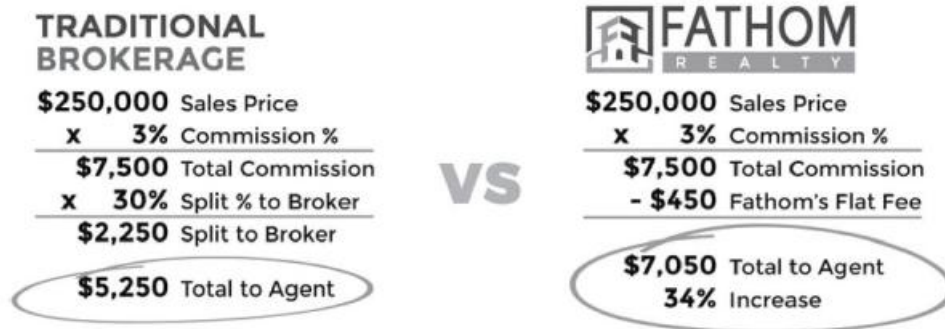 TRADITIONAL
BROKERAGE
$250,000 Sales Price
x 3% Commission %
$7,500 Total Commission
x 30% Split % to Broker
$2,250 Split to Broker
$5,250 Total to Agent
VS
FATHOM
REALTY
$250,000 Sales Price
x 3% Commission %
$7,500 Total Commission
- $450 Fathom's Flat Fee
$7,050 Total to Agent
34% Increase